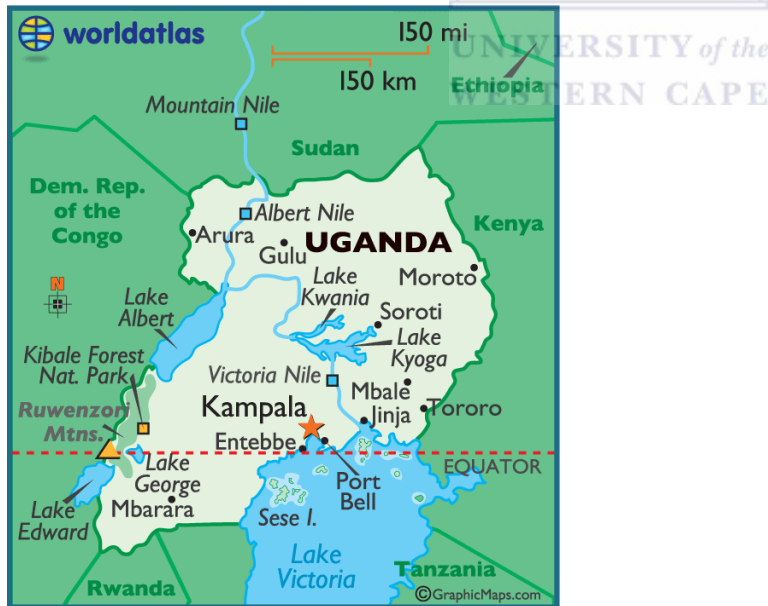 worldatlas
150 mi
150 km
UNIVERSITY of the
WESTERN CAPE
Ethiopia
Mountain Nile
Sudan
Dem. Rep.
of the
Congo
Albert Nile
Kenya
Arura
UGANDA
Gulu
Moroto
N
Lake
Kwania
Lake
Albert
Soroti
Lake
Kyoga
Kibale Forest
Nat. Park
Victoria Nile
Mbale
Ruwenzori
Mtns.
Kampala
Jinja
Tororo
Entebbe
EQUATOR
Lake
George
Port
Bell
Lake
Edward
Mbarara
Sese I.
Lake
Victoria
Tanzania
Rwanda
©GraphicMaps.com